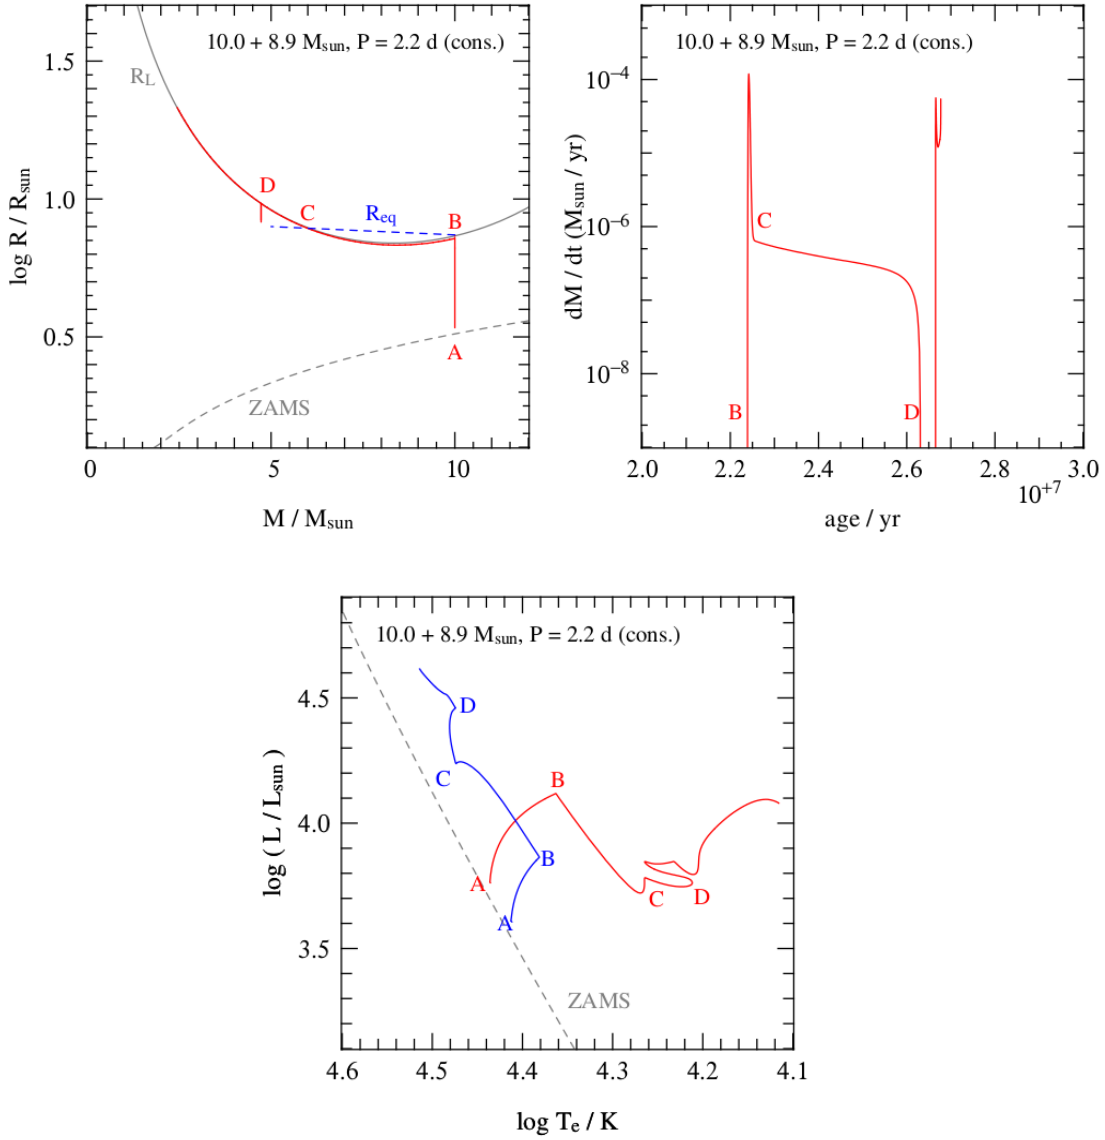 10.0 + 8.9 Msun, P = 2.2 d (cons.)
1.5
RL
1.0
D
C
Req
B
0.5
A
ZAMS
0
5
10
log R / Rsun
M / Msun
10.0 + 8.9 Msun, P = 2.2 d (cons.)
10−4
10−6
C
10−8
B
D
2.0
2.2
2.4
2.6
2.8
3.0
10+7
dM / dt (Msun / yr)
age / yr
10.0 + 8.9 Msun, P = 2.2 d (cons.)
4.5
D
C
B
4.0
B
A
C
D
A
3.5
ZAMS
4.6
4.5
4.4
4.3
4.2
4.1
log ( L / Lsun )
log Te / K